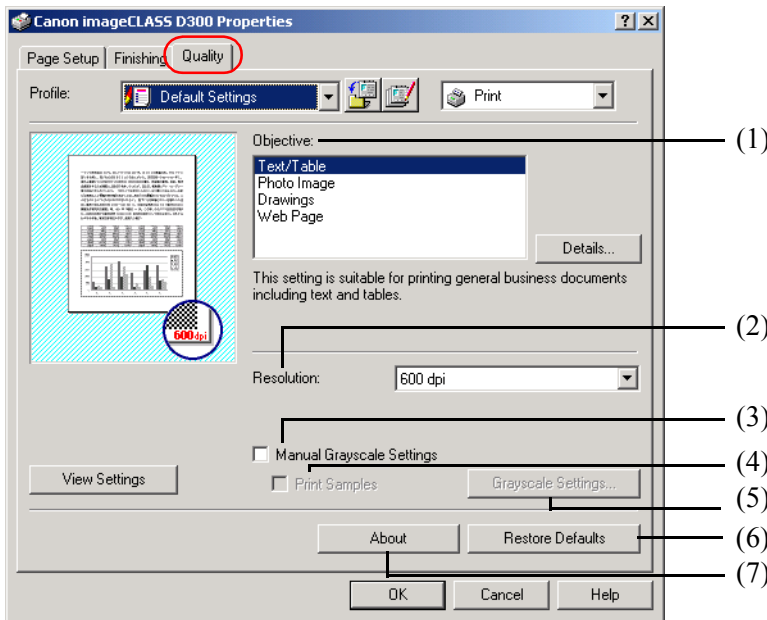 Canon imageCLASS D300 Properties
Page Setup Finishing Quality
Profile: Default Settings Print
Objective: (1)
Text/Table
Photo Image
Drawings
Web Page
Details...
This setting is suitable for printing general business documents
including text and tables.
600 dpi
(2)
Resolution: 600 dpi
(3)
Manual Grayscale Settings
(4)
View Settings Print Samples Grayscale Settings...
(5)
About Restore Defaults (6)
(7)
OK Cancel Help